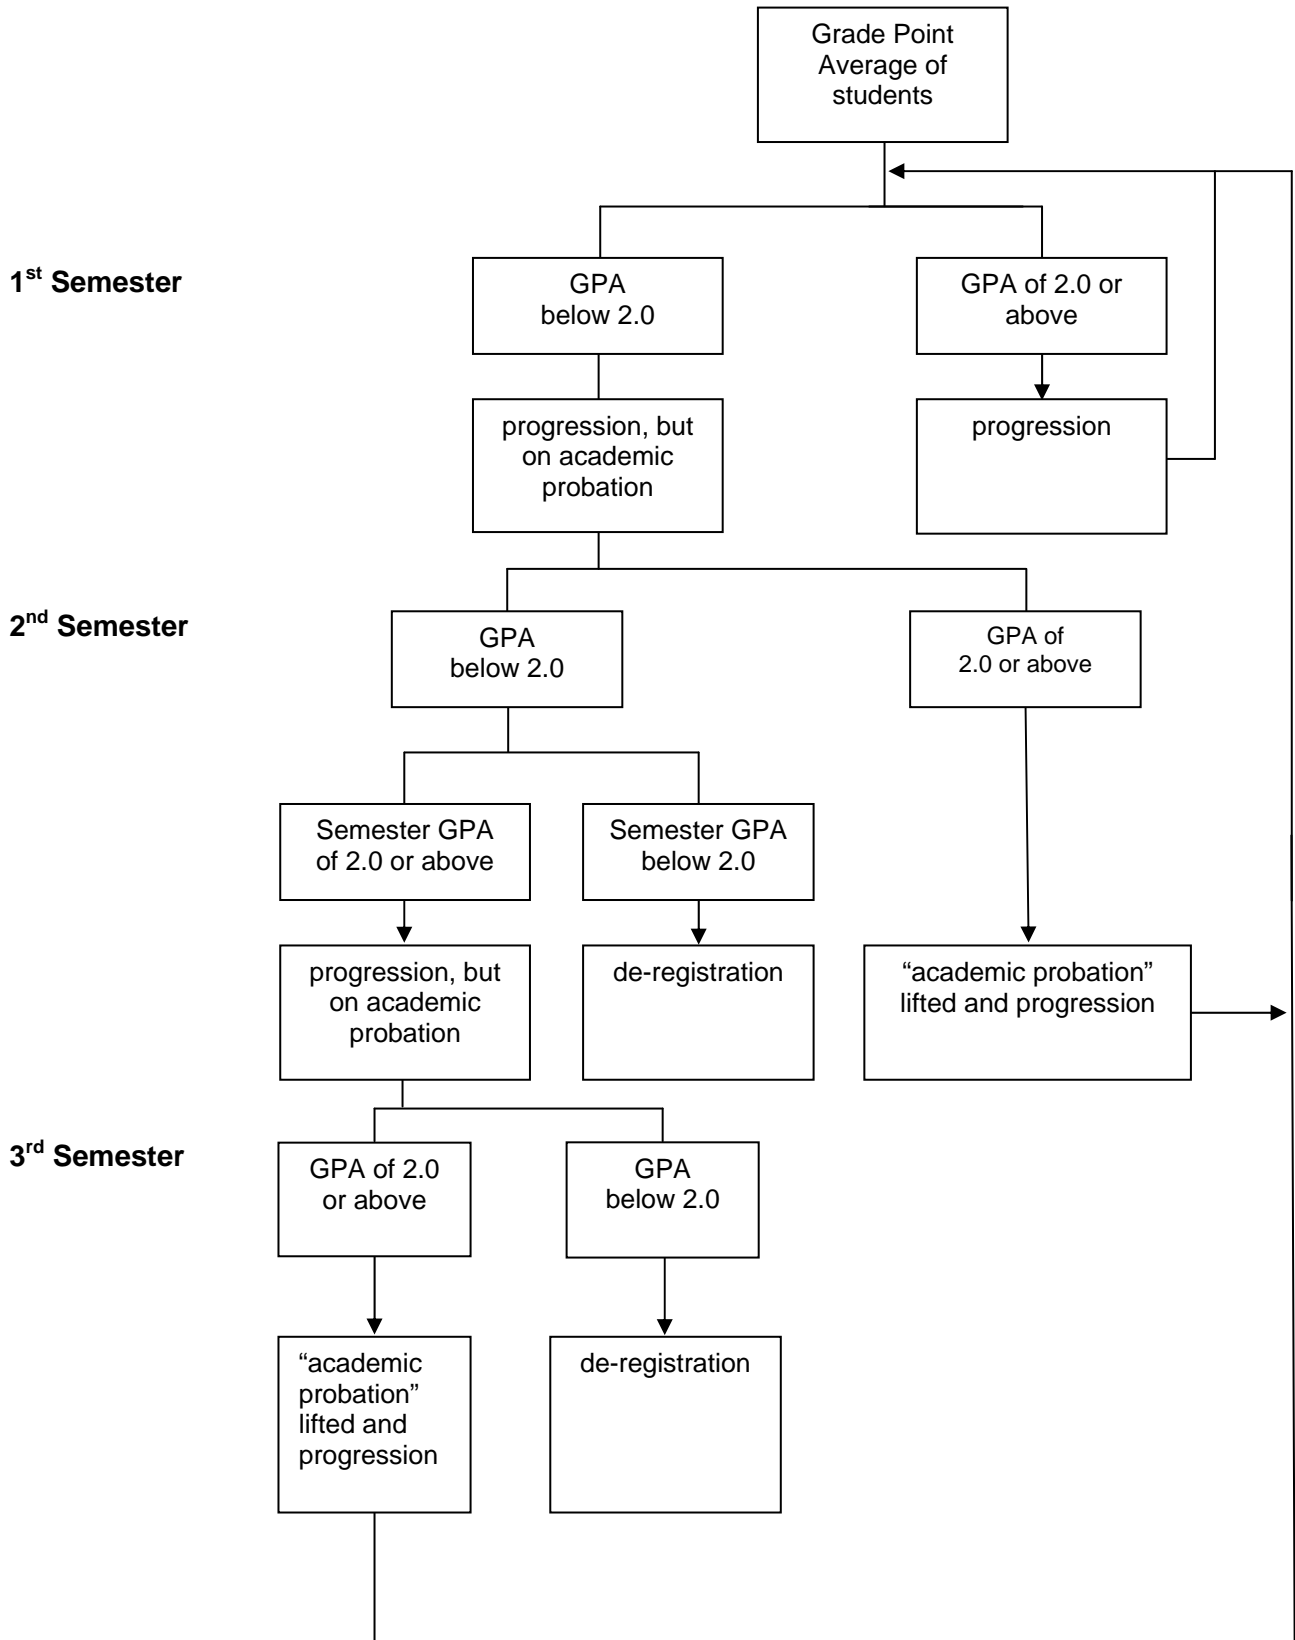 Grade Point
Average of
students
1st Semester
GPA
below 2.0
GPA of 2.0 or
above
progression, but
on academic
probation
progression
2nd Semester
GPA
below 2.0
GPA of
2.0 or above
Semester GPA
of 2.0 or above
Semester GPA
below 2.0
progression, but
on academic
probation
de-registration
“academic probation”
lifted and progression
3rd Semester
GPA of 2.0
or above
GPA
below 2.0
“academic
probation”
lifted and
progression
de-registration